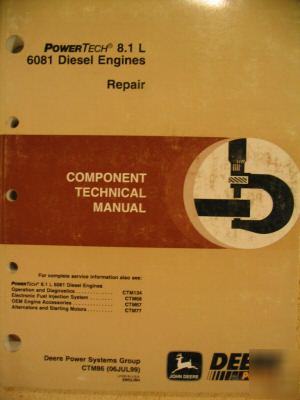 POWERTECH® 8.1 L
6081 Diesel Engines
Repair
COMPONENT
TECHNICAL
MANUAL
For complete service information also see:
POWERTECH® 8.1 L 6081 Diesel Engines
Operation and Diagnostics . . . . . . . . . . CTM134
Electronic Fuel Injection System . . . . . . . CTM68
OEM Engine Accessories . . . . . . . . . . . CTM67
Alternators and Starting Motors . . . . . . . . CTM77
Deere Power Systems Group
CTM86 (06JUL99)
ENGLISH
JOHN DEERE
DEE